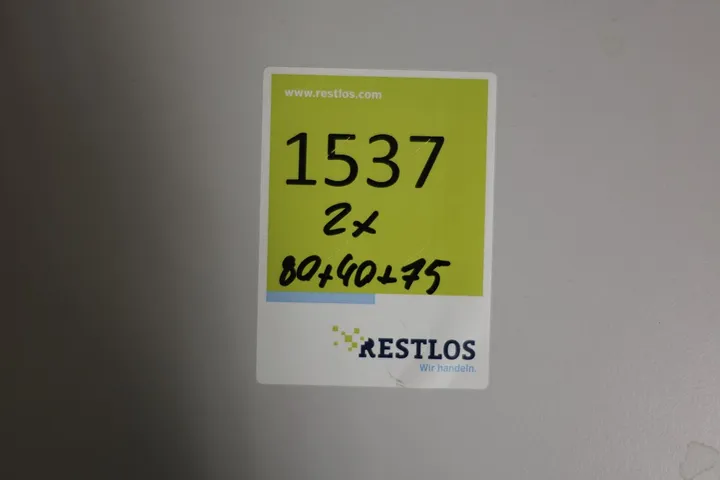 www.restlos.com
1537
2x
80x40x75
RESTLOS
Wir handeln.